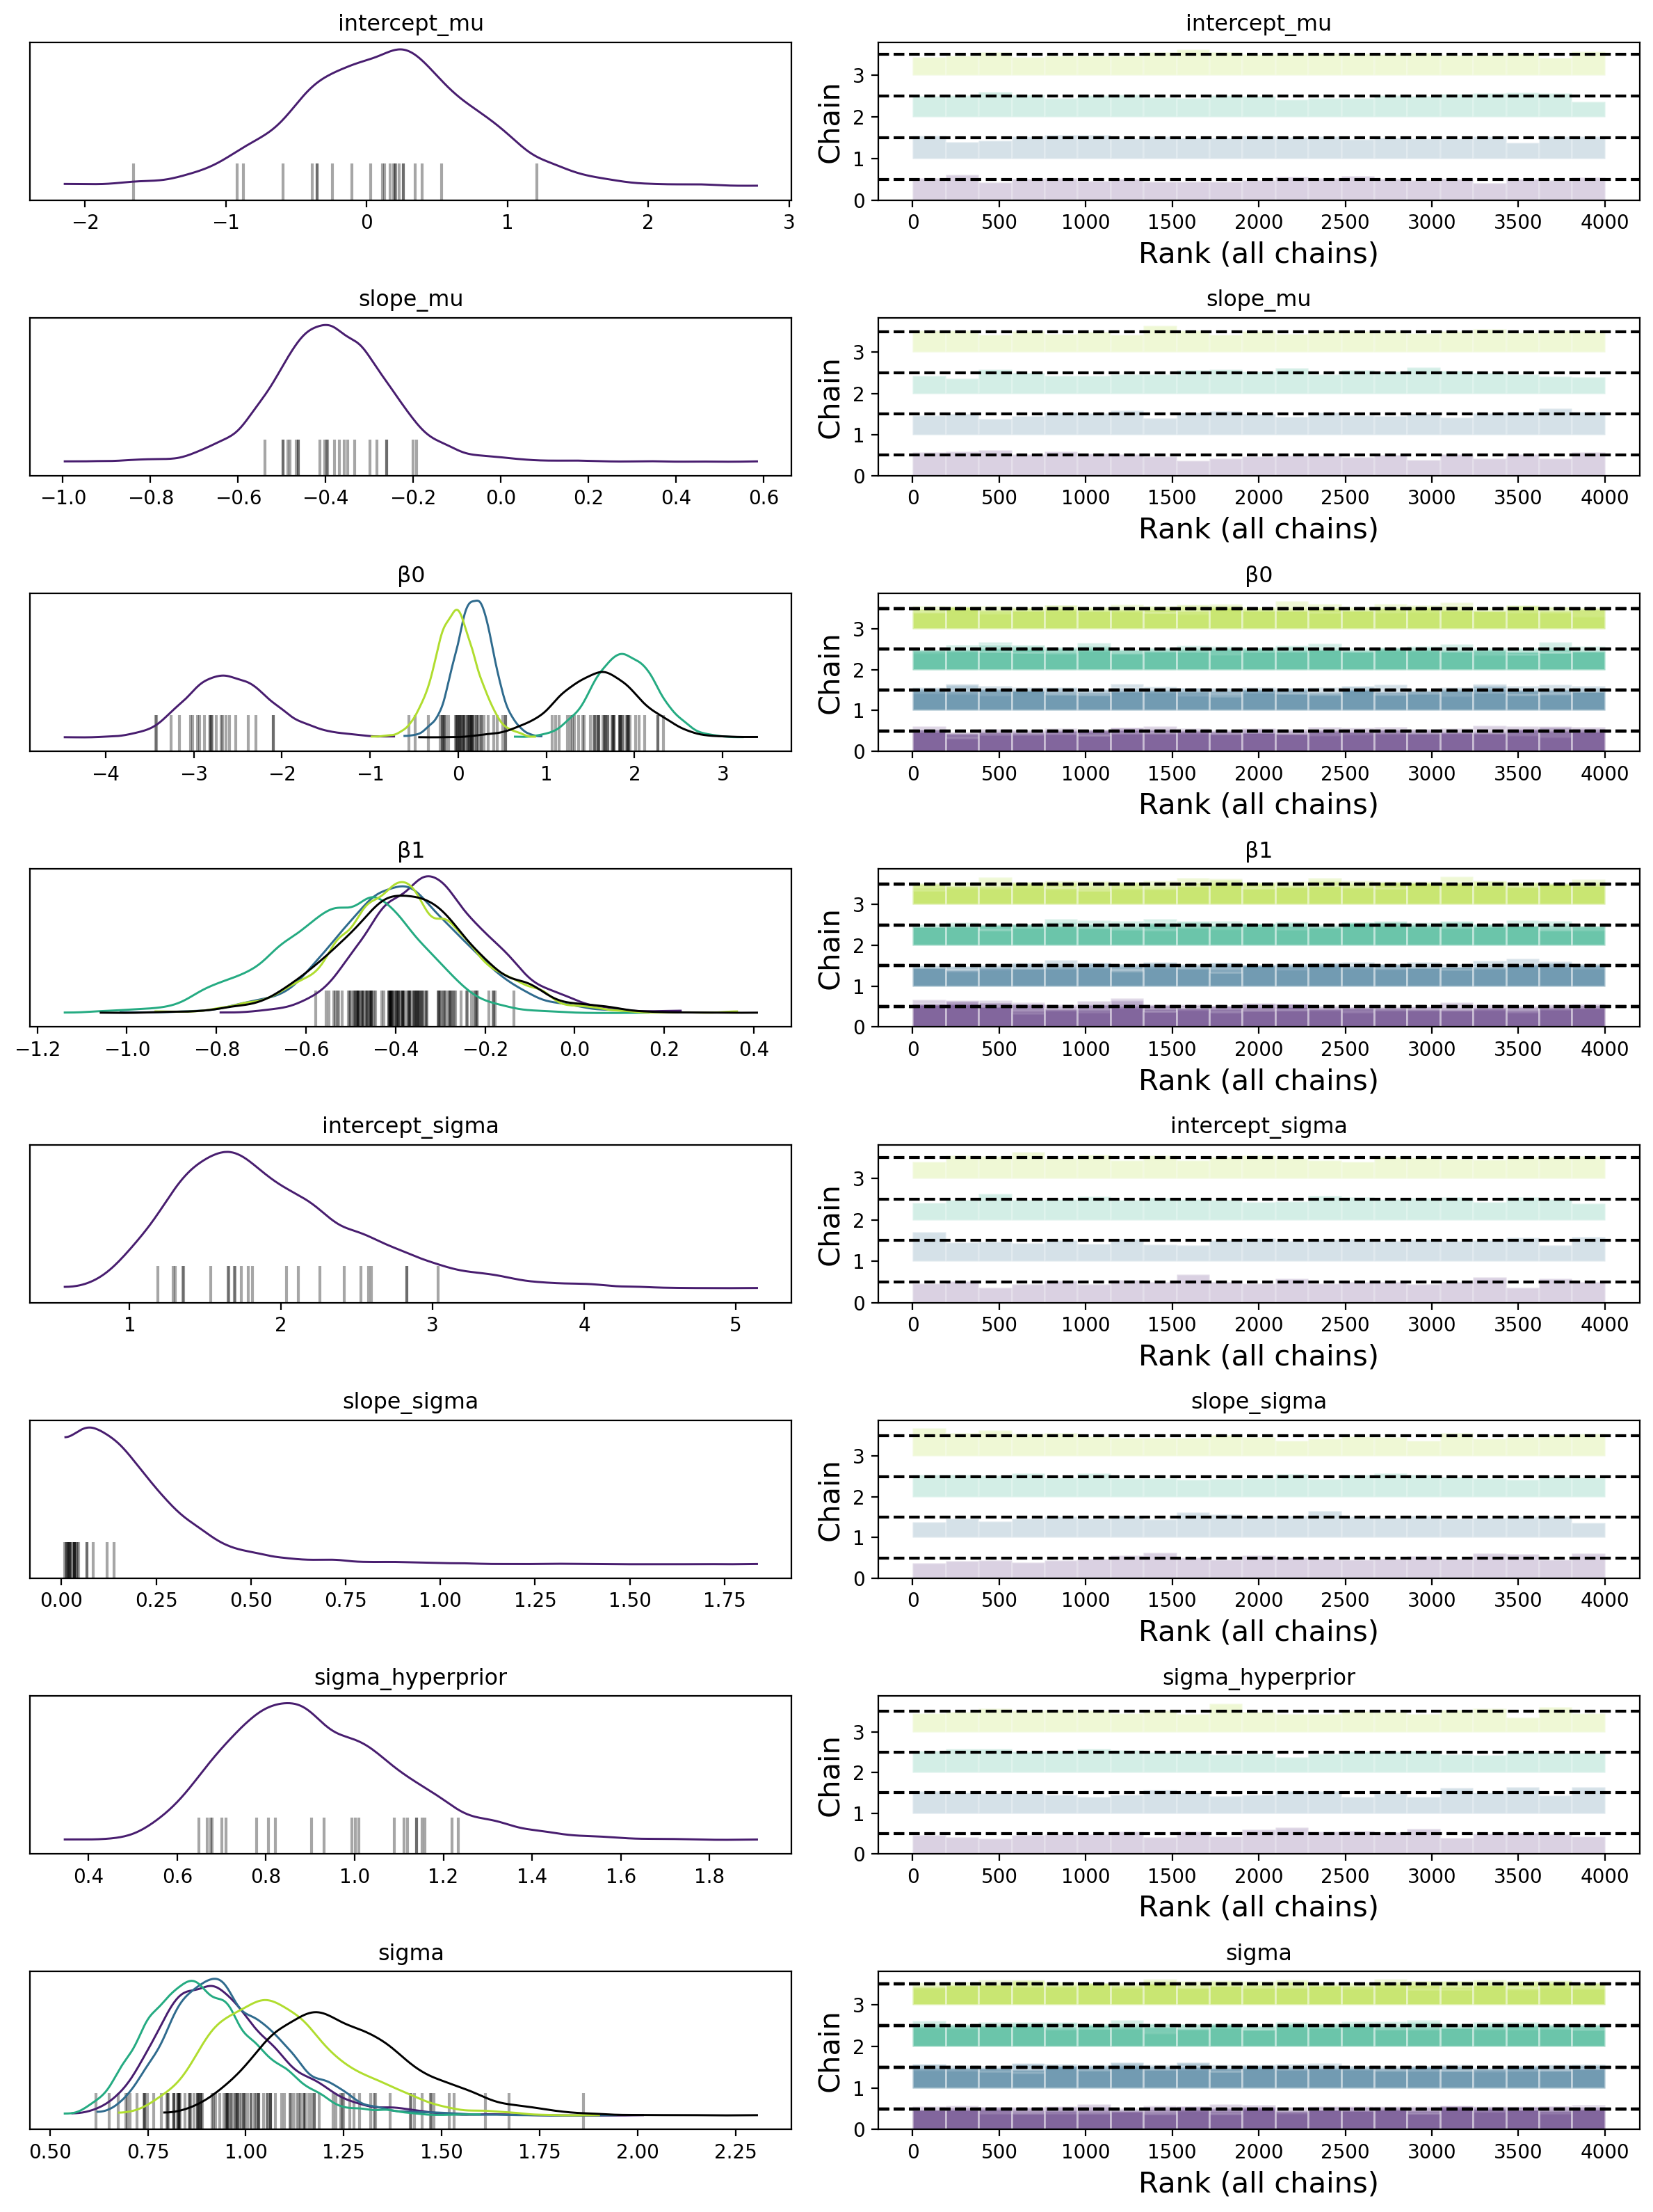 intercept_mu intercept_mu
3
2
1
0
Chain
−2 −1 0 1 2 3 0 500 1000 1500 2000 2500 3000 3500 4000
Rank (all chains)
slope_mu slope_mu
3
2
1
0
Chain
−1.0 −0.8 −0.6 −0.4 −0.2 0.0 0.2 0.4 0.6 0 500 1000 1500 2000 2500 3000 3500 4000
Rank (all chains)
β0 β0
3
2
1
0
Chain
−4 −3 −2 −1 0 1 2 3 0 500 1000 1500 2000 2500 3000 3500 4000
Rank (all chains)
β1 β1
3
2
1
0
Chain
−1.2 −1.0 −0.8 −0.6 −0.4 −0.2 0.0 0.2 0.4 0 500 1000 1500 2000 2500 3000 3500 4000
Rank (all chains)
intercept_sigma intercept_sigma
3
2
1
0
Chain
1 2 3 4 5 0 500 1000 1500 2000 2500 3000 3500 4000
Rank (all chains)
slope_sigma slope_sigma
3
2
1
0
Chain
0.00 0.25 0.50 0.75 1.00 1.25 1.50 1.75 0 500 1000 1500 2000 2500 3000 3500 4000
Rank (all chains)
sigma_hyperprior sigma_hyperprior
3
2
1
0
Chain
0.4 0.6 0.8 1.0 1.2 1.4 1.6 1.8 0 500 1000 1500 2000 2500 3000 3500 4000
Rank (all chains)
sigma sigma
3
2
1
0
Chain
0.50 0.75 1.00 1.25 1.50 1.75 2.00 2.25 0 500 1000 1500 2000 2500 3000 3500 4000
Rank (all chains)